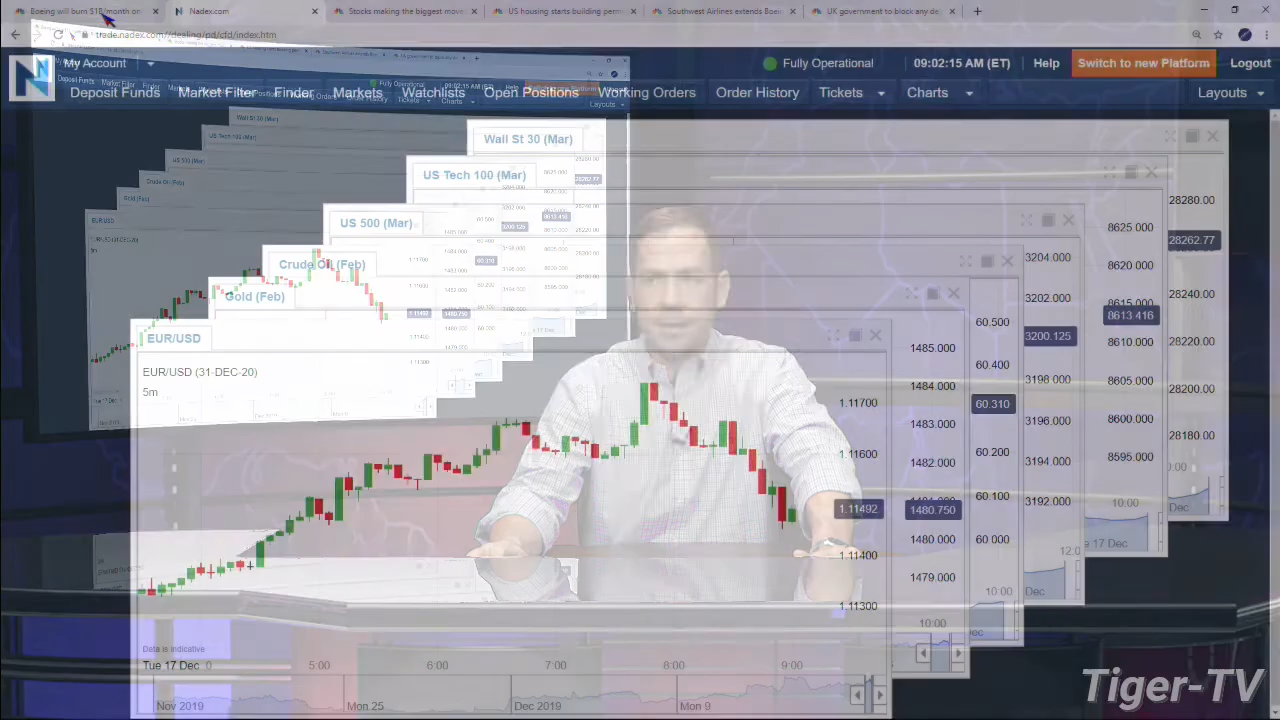 Boeing will burn $1B/month on
Nadex.com
Stocks making the biggest moves
US housing starts building permi
Southwest Airlines extends Boein
UK government to block any de
trade.nadex.com//dealing/pd/cfd/index.htm
My Account
Fully Operational
09:02:15 AM (ET)
Help
Switch to new Platform
Logout
Deposit Funds
Market Filter
Finder
Markets
Watchlists
Open Positions
Working Orders
Order History
Tickets
Charts
Layouts
Wall St 30 (Mar)
28280.00
28262.77
28240.00
28220.00
28200.00
28180.00
US Tech 100 (Mar)
8625.000
8620.000
8615.000
8613.416
8610.000
8605.000
8600.000
8595.000
US 500 (Mar)
3204.000
3202.000
3200.125
3198.000
3196.000
3194.000
3192.000
Crude Oil (Feb)
60.500
60.400
60.310
60.200
60.100
60.000
Gold (Feb)
1485.000
1484.000
1483.000
1482.000
1481.000
1480.750
1480.000
1479.000
EUR/USD
EUR/USD (31-DEC-20)
5m
1.11700
1.11600
1.11492
1.11400
1.11300
Data is indicative
Tue 17 Dec
5:00
6:00
7:00
8:00
9:00
10:00
Nov 2019
Mon 25
Dec 2019
Mon 9
Tiger-TV